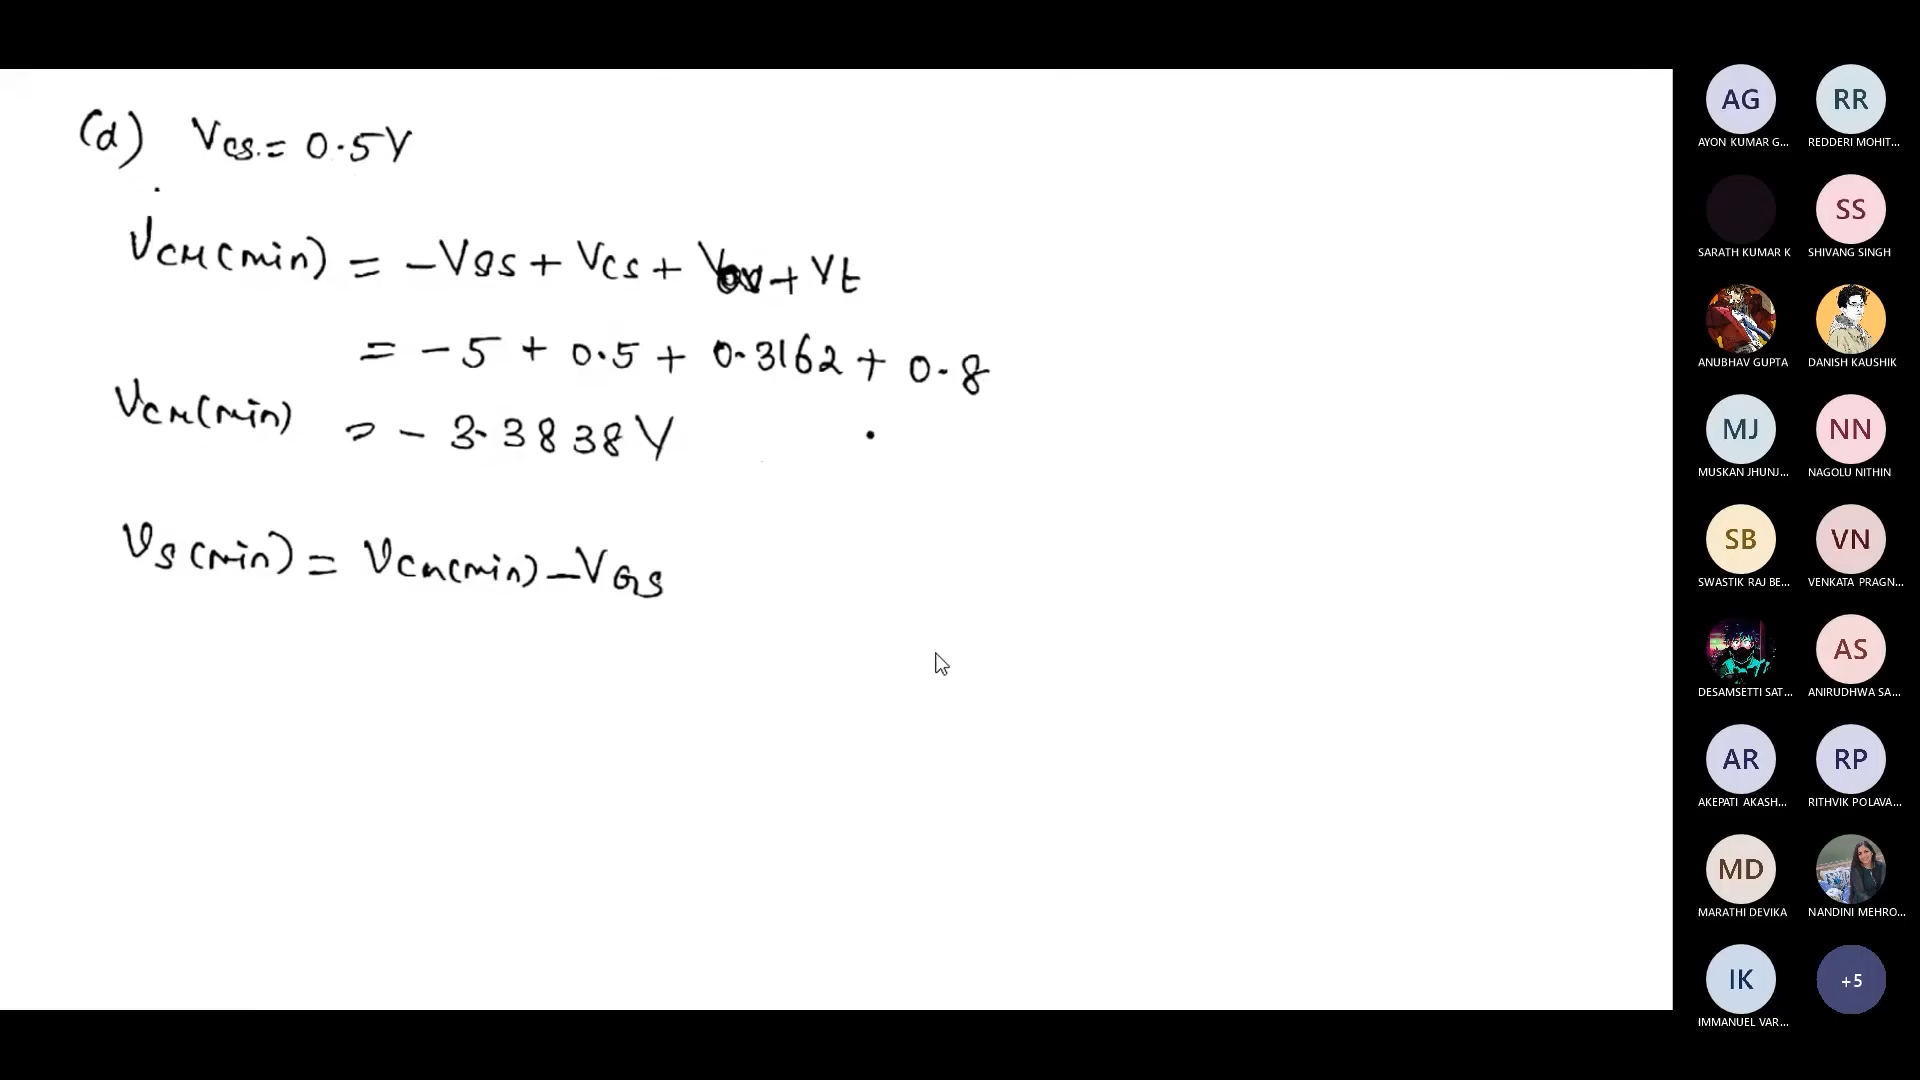 (d) VCS = 0.5V
VCM(min) = -VSS + VCS + VOV + Vt
= -5 + 0.5 + 0.3162 + 0.8
VCM(min) = -3.3838V
VS(min) = VCM(min) - VGS
AG
RR
AYON KUMAR G...
REDDERI MOHIT...
SS
SARATH KUMAR K
SHIVANG SINGH
ANUBHAV GUPTA
DANISH KAUSHIK
MJ
NN
MUSKAN JHUNJ...
NAGOLU NITHIN
SB
VN
SWASTIK RAJ BE...
VENKATA PRAGN...
AS
DESAMSETTI SAT...
ANIRUDHWA SA...
AR
RP
AKEPATI AKASH...
RITHVIK POLAVA...
MD
MARATHI DEVIKA
NANDINI MEHRO...
IK
+5
IMMANUEL VAR...